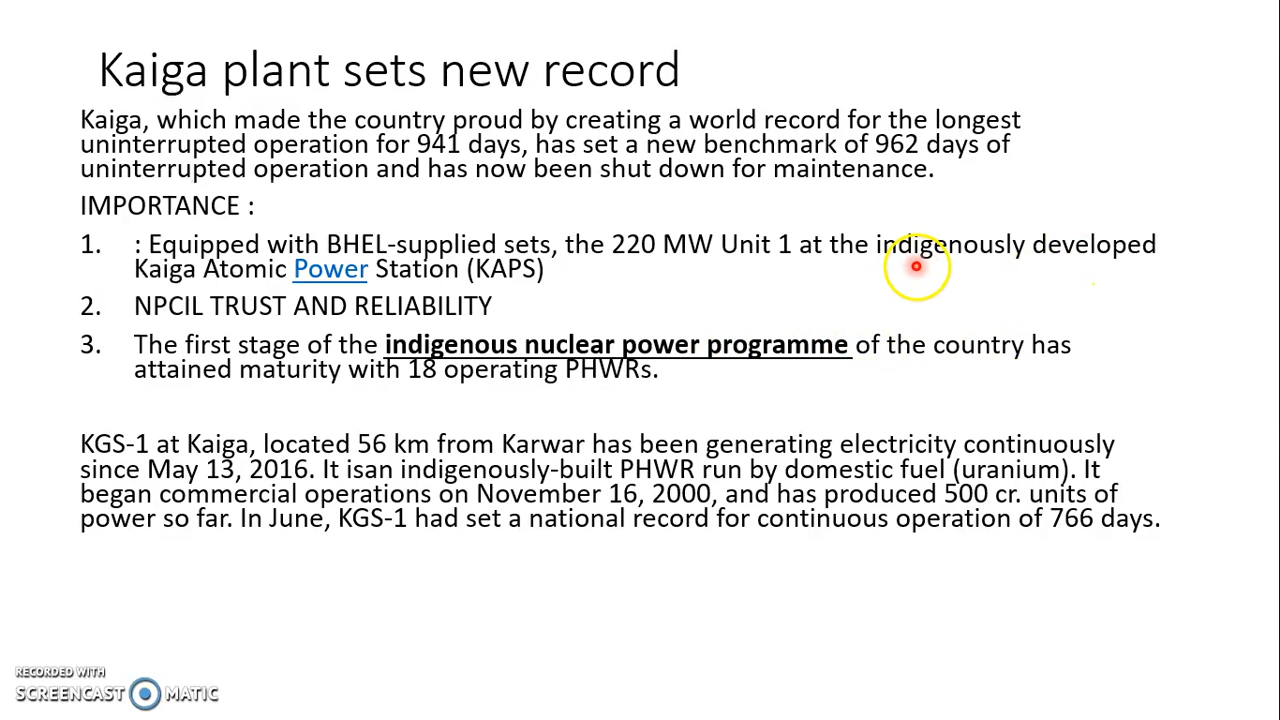 Kaiga plant sets new record
Kaiga, which made the country proud by creating a world record for the longest
uninterrupted operation for 941 days, has set a new benchmark of 962 days of
uninterrupted operation and has now been shut down for maintenance.
IMPORTANCE :
1. : Equipped with BHEL-supplied sets, the 220 MW Unit 1 at the indigenously developed
Kaiga Atomic Power Station (KAPS)
2. NPCIL TRUST AND RELIABILITY
3. The first stage of the indigenous nuclear power programme of the country has
attained maturity with 18 operating PHWRs.
KGS-1 at Kaiga, located 56 km from Karwar has been generating electricity continuously
since May 13, 2016. It isan indigenously-built PHWR run by domestic fuel (uranium). It
began commercial operations on November 16, 2000, and has produced 500 cr. units of
power so far. In June, KGS-1 had set a national record for continuous operation of 766 days.
RECORDED WITH
SCREENCAST MATIC